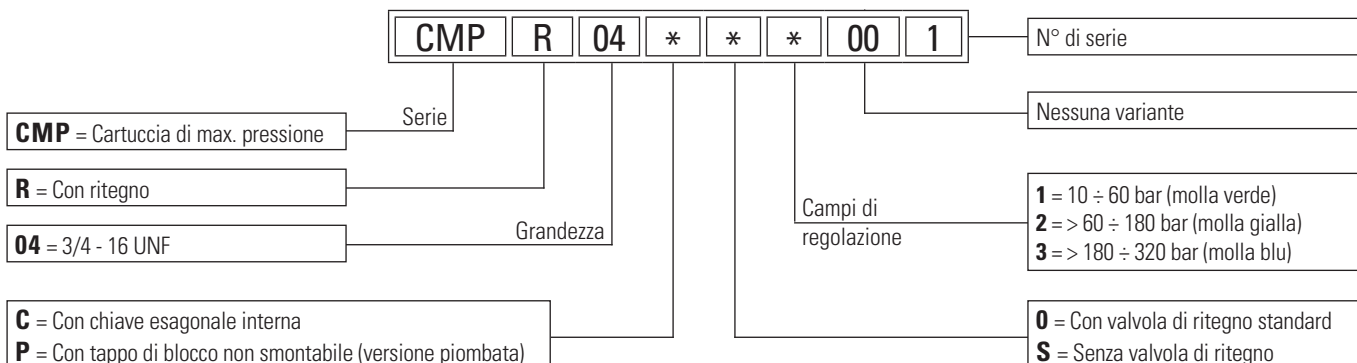 CMP R 04 * * * 00 1
N° di serie
Serie
Nessuna variante
CMP = Cartuccia di max. pressione
R = Con ritegno
04 = 3/4 - 16 UNF
Grandezza
Campi di
regolazione
1 = 10 ÷ 60 bar (molla verde)
2 = > 60 ÷ 180 bar (molla gialla)
3 = > 180 ÷ 320 bar (molla blu)
C = Con chiave esagonale interna
P = Con tappo di blocco non smontabile (versione piombata)
0 = Con valvola di ritegno standard
S = Senza valvola di ritegno